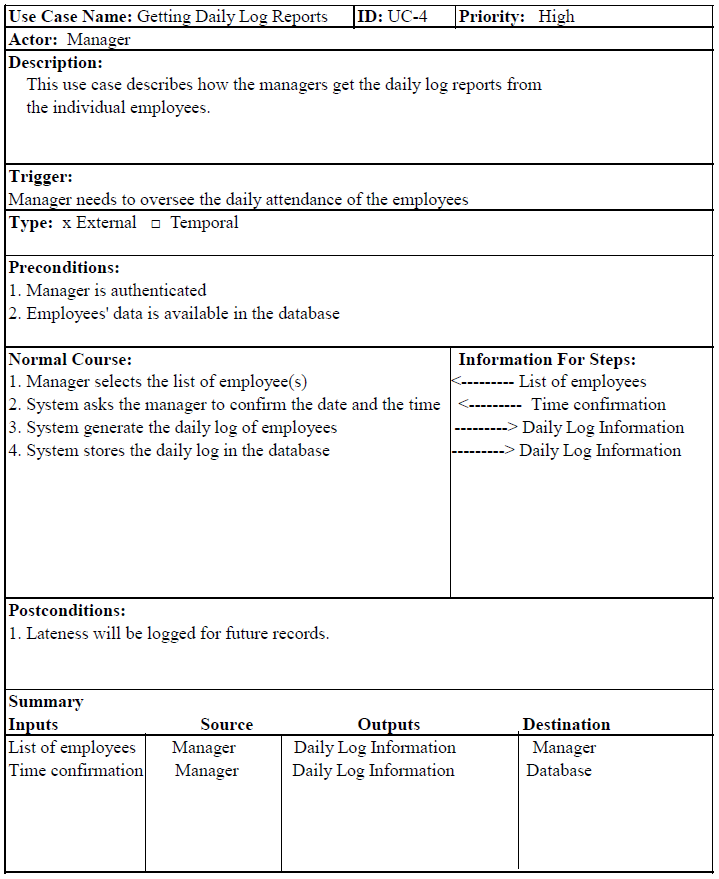 Use Case Name: Getting Daily Log Reports ID: UC-4 Priority: High
Actor: Manager
Description:
This use case describes how the managers get the daily log reports from
the individual employees.
Trigger:
Manager needs to oversee the daily attendance of the employees
Type: x External □ Temporal
Preconditions:
1. Manager is authenticated
2. Employees' data is available in the database
Normal Course: Information For Steps:
1. Manager selects the list of employee(s) <--------- List of employees
2. System asks the manager to confirm the date and the time <--------- Time confirmation
3. System generate the daily log of employees ---------> Daily Log Information
4. System stores the daily log in the database ---------> Daily Log Information
Postconditions:
1. Lateness will be logged for future records.
Summary
Inputs Source Outputs Destination
List of employees Manager Daily Log Information Manager
Time confirmation Manager Daily Log Information Database